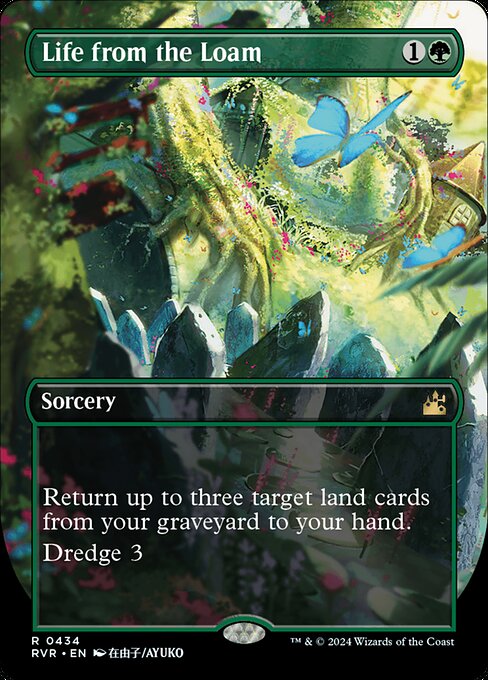 Life from the Loam 1
Sorcery
Return up to three target land cards
from your graveyard to your hand.
Dredge 3
R 0434
RVR • EN 在由子/AYUKO
™ & © 2024 Wizards of the Coast